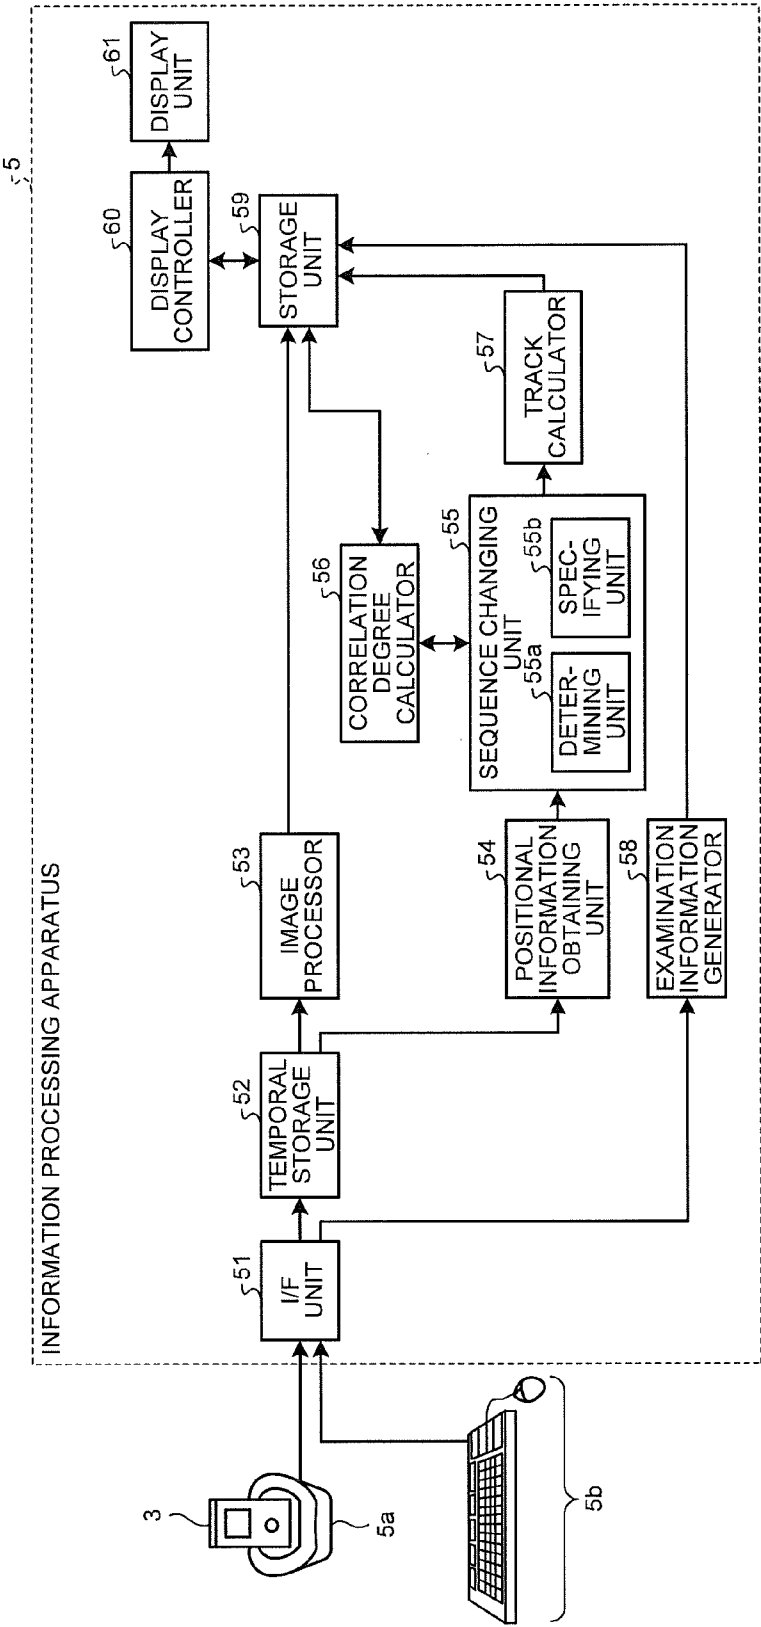 5
INFORMATION PROCESSING APPARATUS
3
5a
5b
51
I/F
UNIT
52
TEMPORAL
STORAGE
UNIT
53
IMAGE
PROCESSOR
54
POSITIONAL
INFORMATION
OBTAINING
UNIT
58
EXAMINATION
INFORMATION
GENERATOR
56
CORRELATION
DEGREE
CALCULATOR
55
SEQUENCE CHANGING
UNIT
55a
DETER-
MINING
UNIT
55b
SPEC-
IFYING
UNIT
57
TRACK
CALCULATOR
59
STORAGE
UNIT
60
DISPLAY
CONTROLLER
61
DISPLAY
UNIT